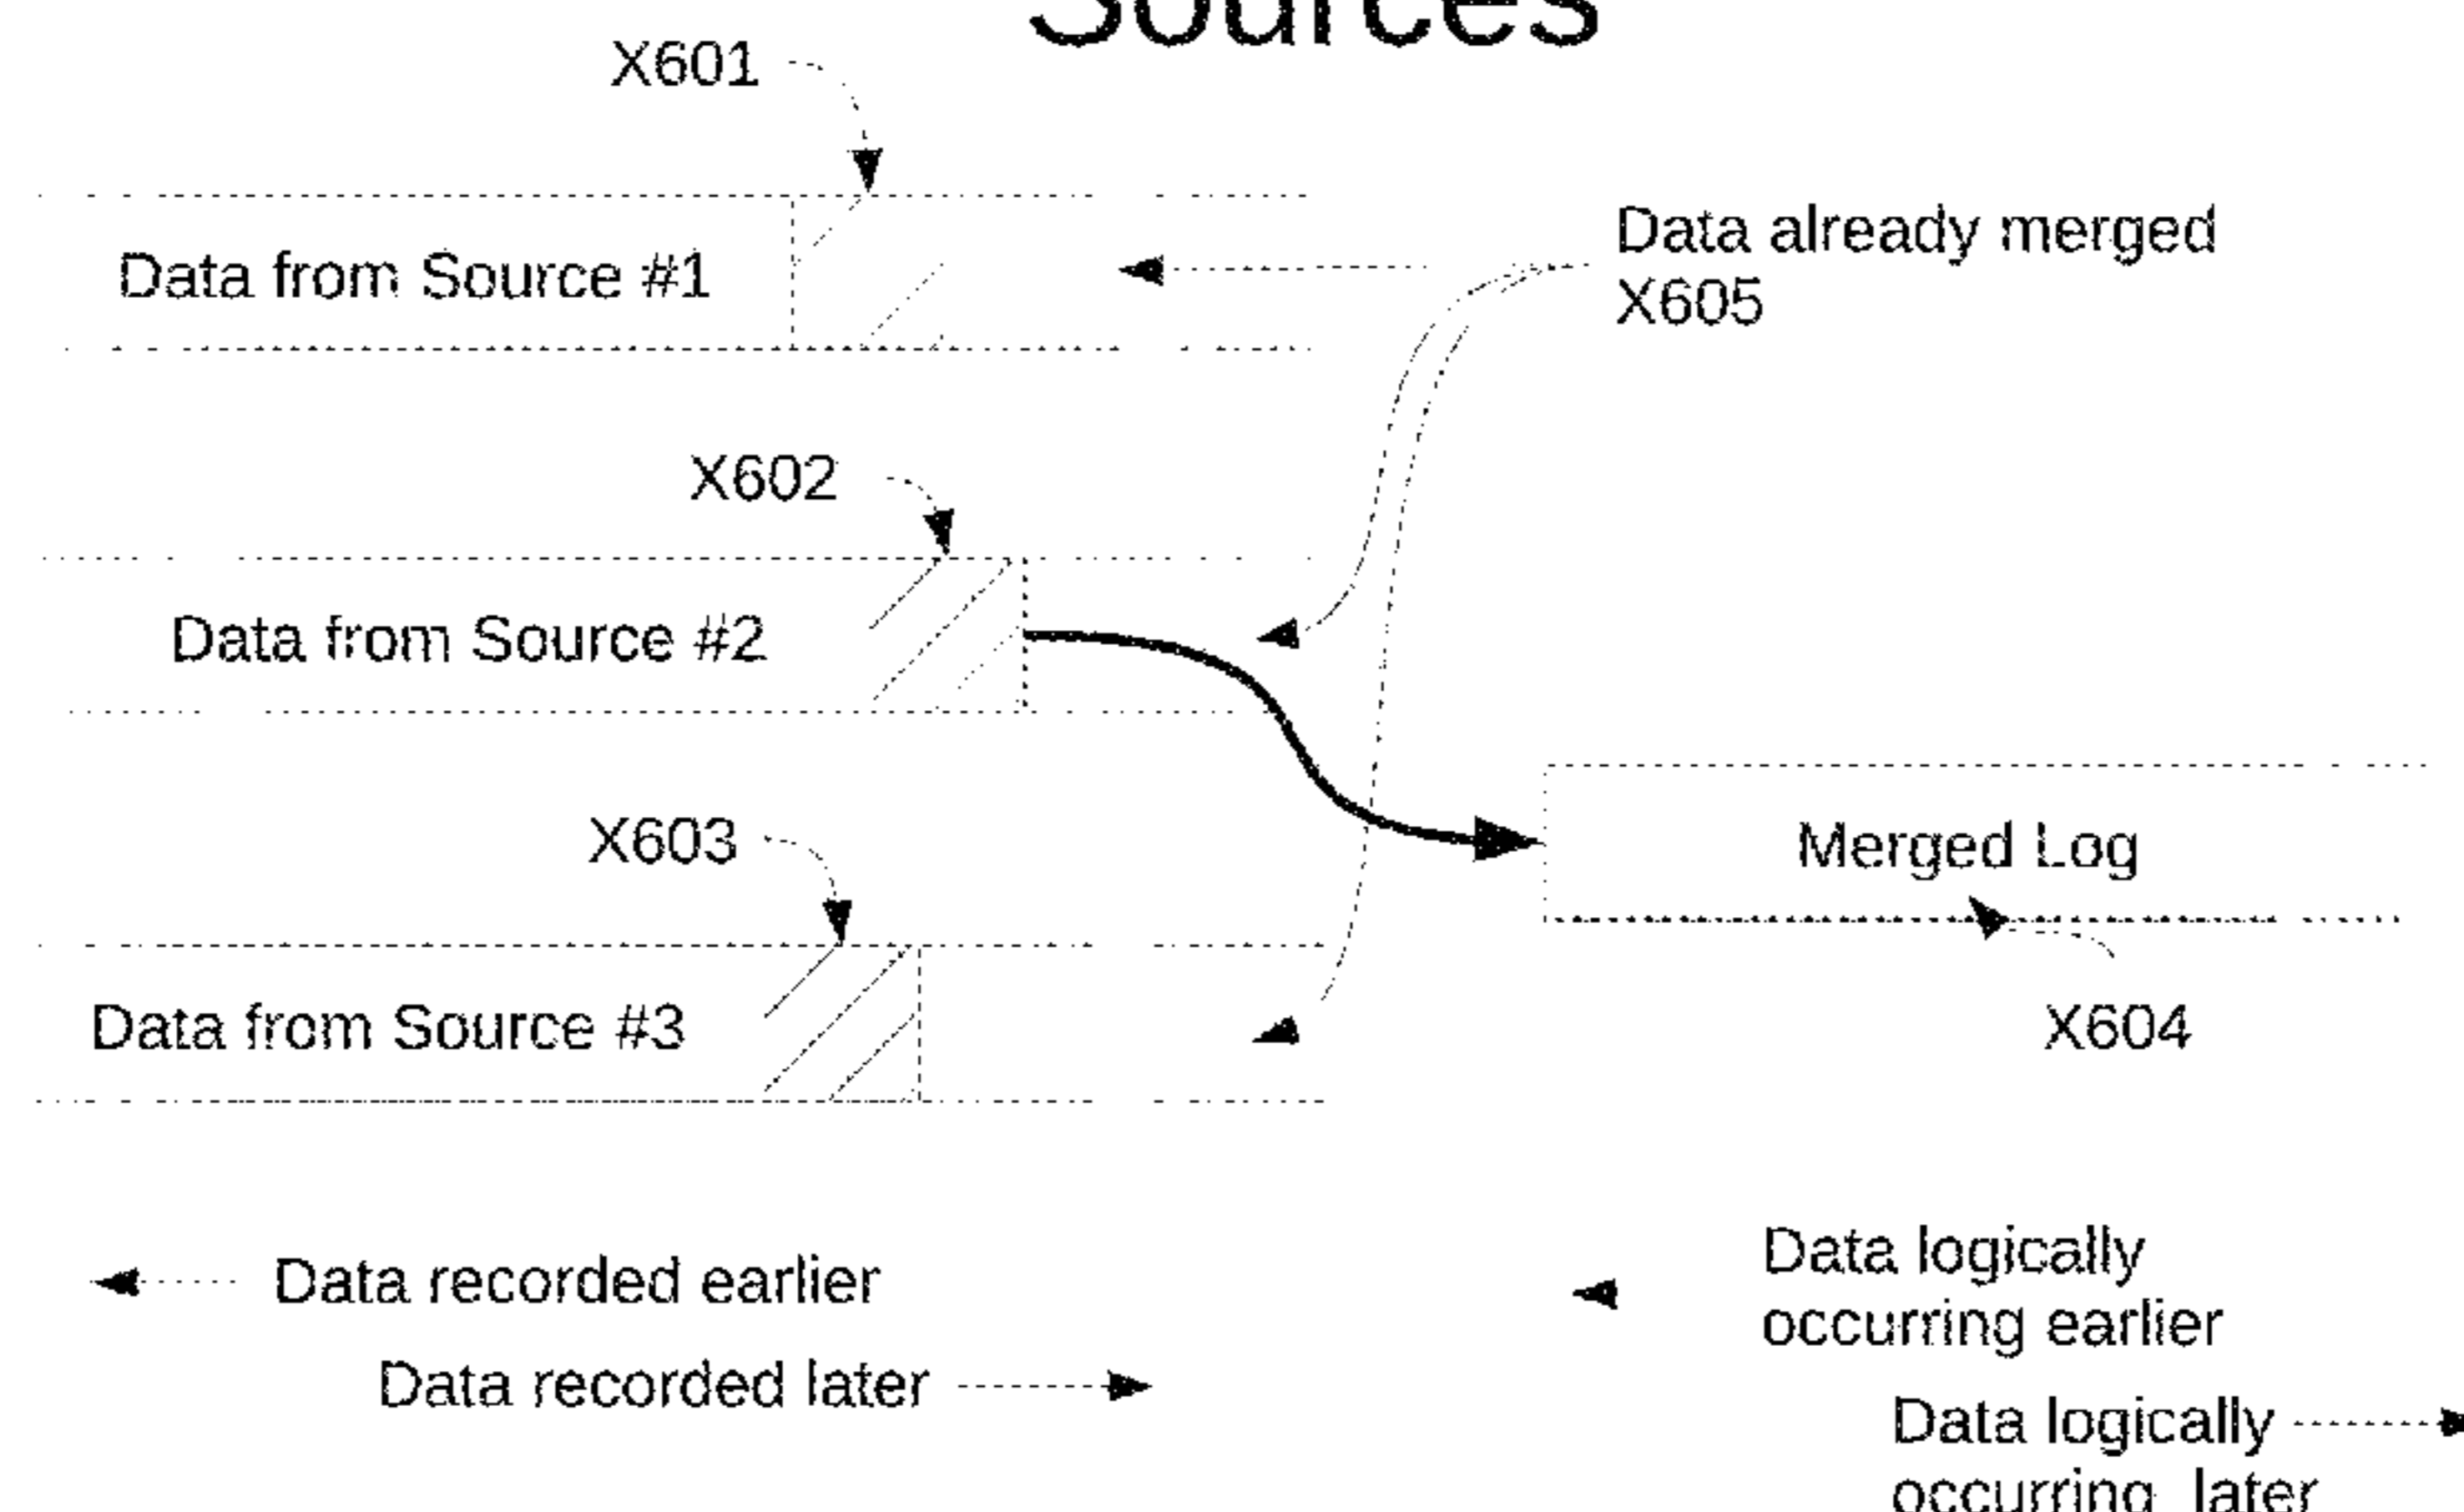 Sources
X601
Data from Source #1
Data already merged
X605
X602
Data from Source #2
X603
Merged Log
Data from Source #3
X604
Data recorded earlier
Data recorded later
Data logically
occurring earlier
Data logically
occurring later